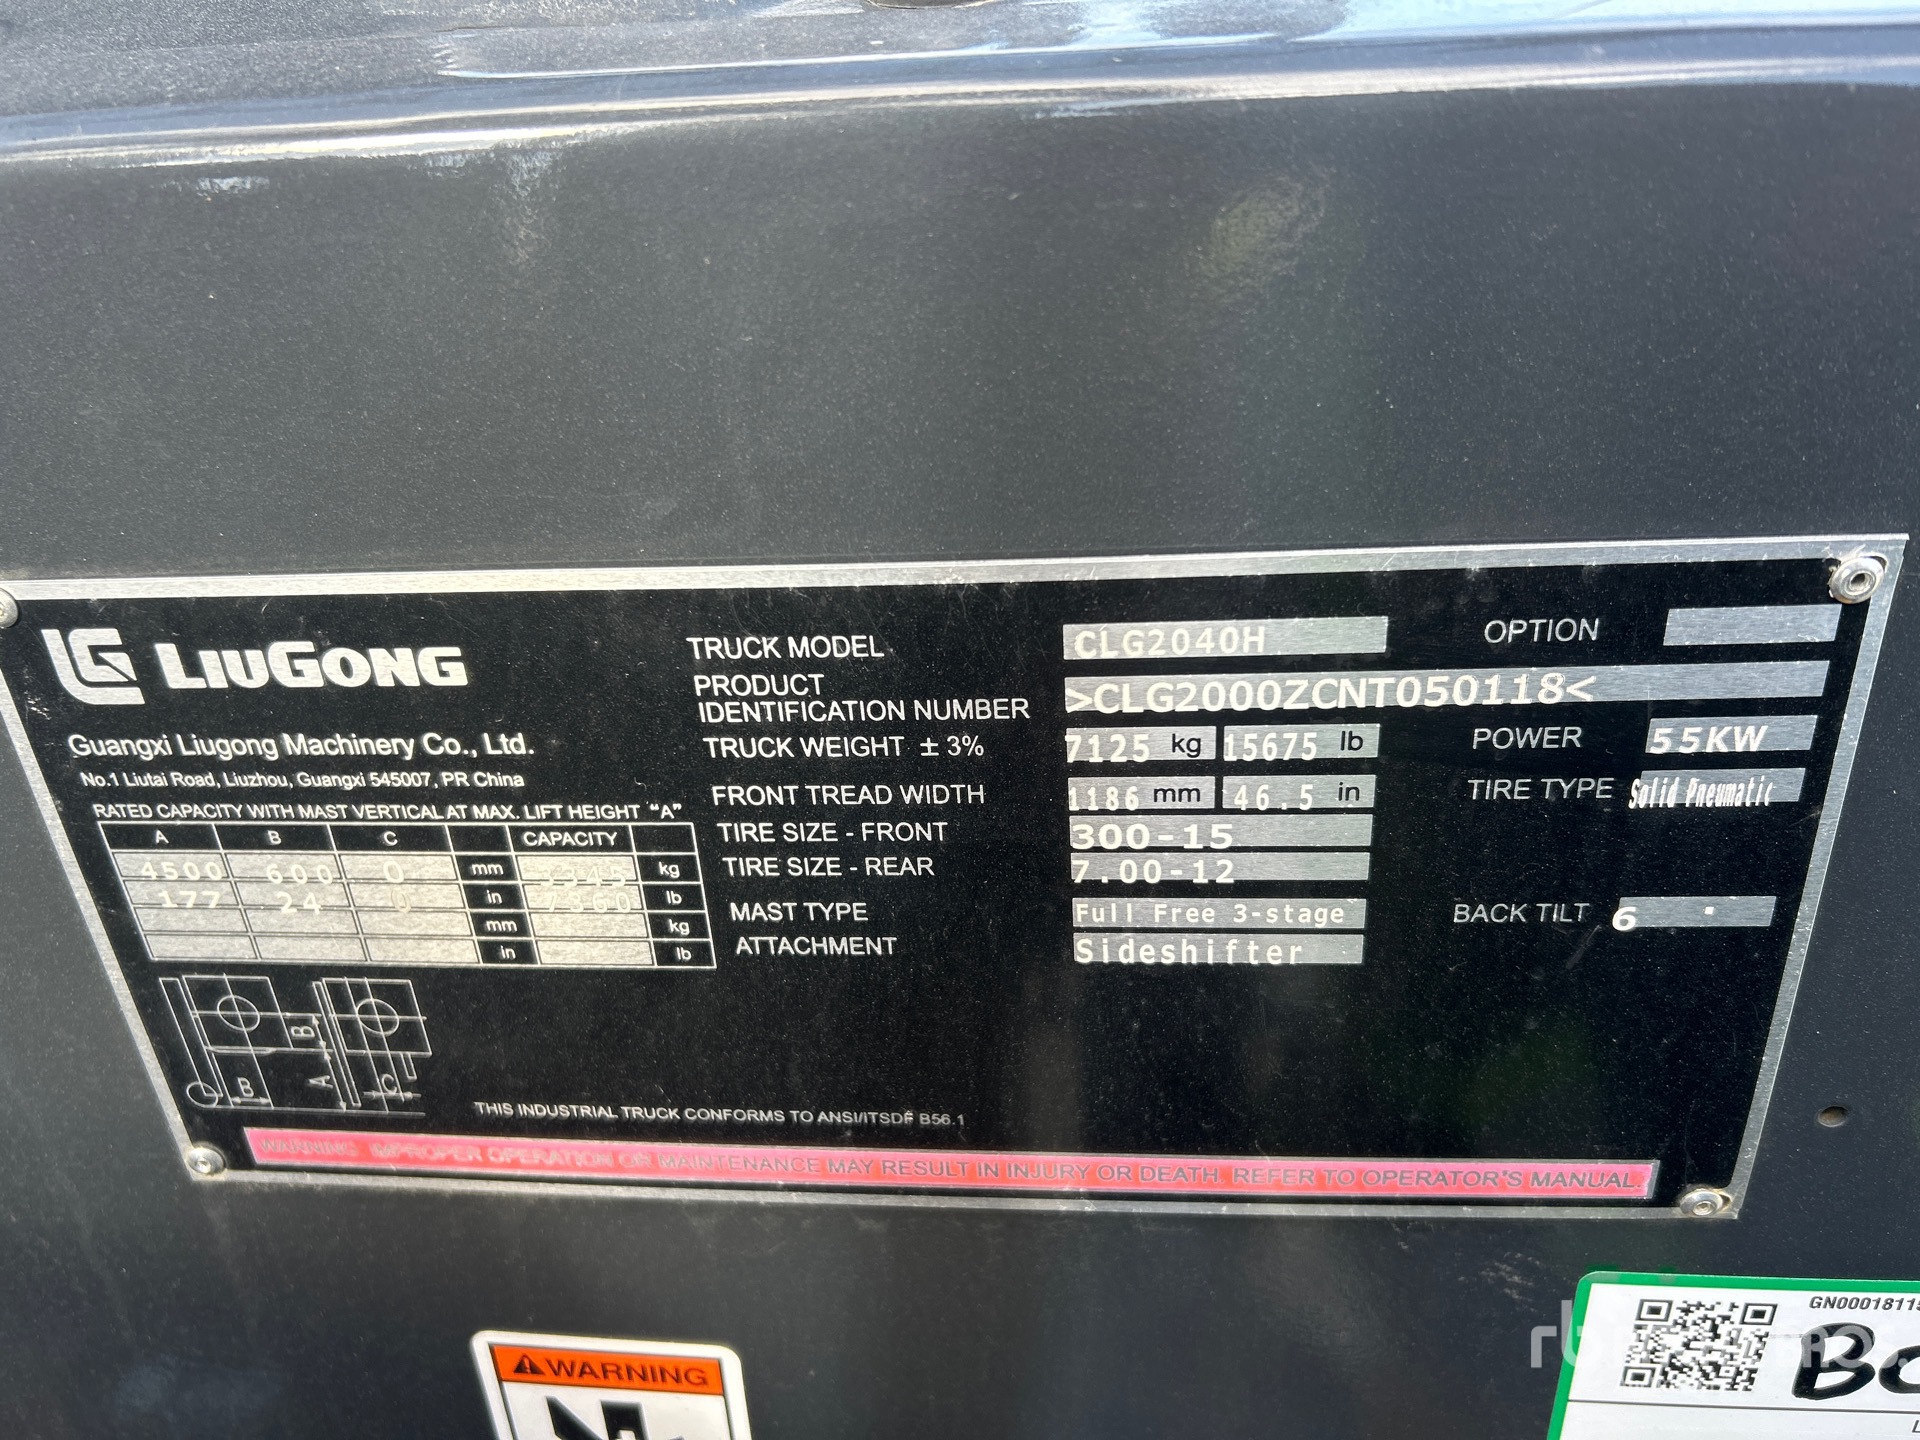 LIUGONG
Guangxi Liugong Machinery Co., Ltd.
No.1 Liutai Road, Liuzhou, Guangxi 545007, PR China
RATED CAPACITY WITH MAST VERTICAL AT MAX. LIFT HEIGHT "A"
A B C CAPACITY
4500 600 0 mm 3345 kg
177 24 0 in 7360 lb
mm kg
in lb
TRUCK MODEL CLG2040H OPTION
PRODUCT
IDENTIFICATION NUMBER >CLG2000ZCNT050118<
TRUCK WEIGHT ± 3% 7125 kg 15675 lb POWER 55KW
FRONT TREAD WIDTH 1186 mm 46.5 in TIRE TYPE Solid Pneumatic
TIRE SIZE - FRONT 300-15
TIRE SIZE - REAR 7.00-12
MAST TYPE Full Free 3-stage BACK TILT 6
ATTACHMENT Sideshifter
B B A C
THIS INDUSTRIAL TRUCK CONFORMS TO ANSI/ITSDF B56.1
WARNING IMPROPER OPERATION OR MAINTENANCE MAY RESULT IN INJURY OR DEATH. REFER TO OPERATOR'S MANUAL.
WARNING
GN00018115